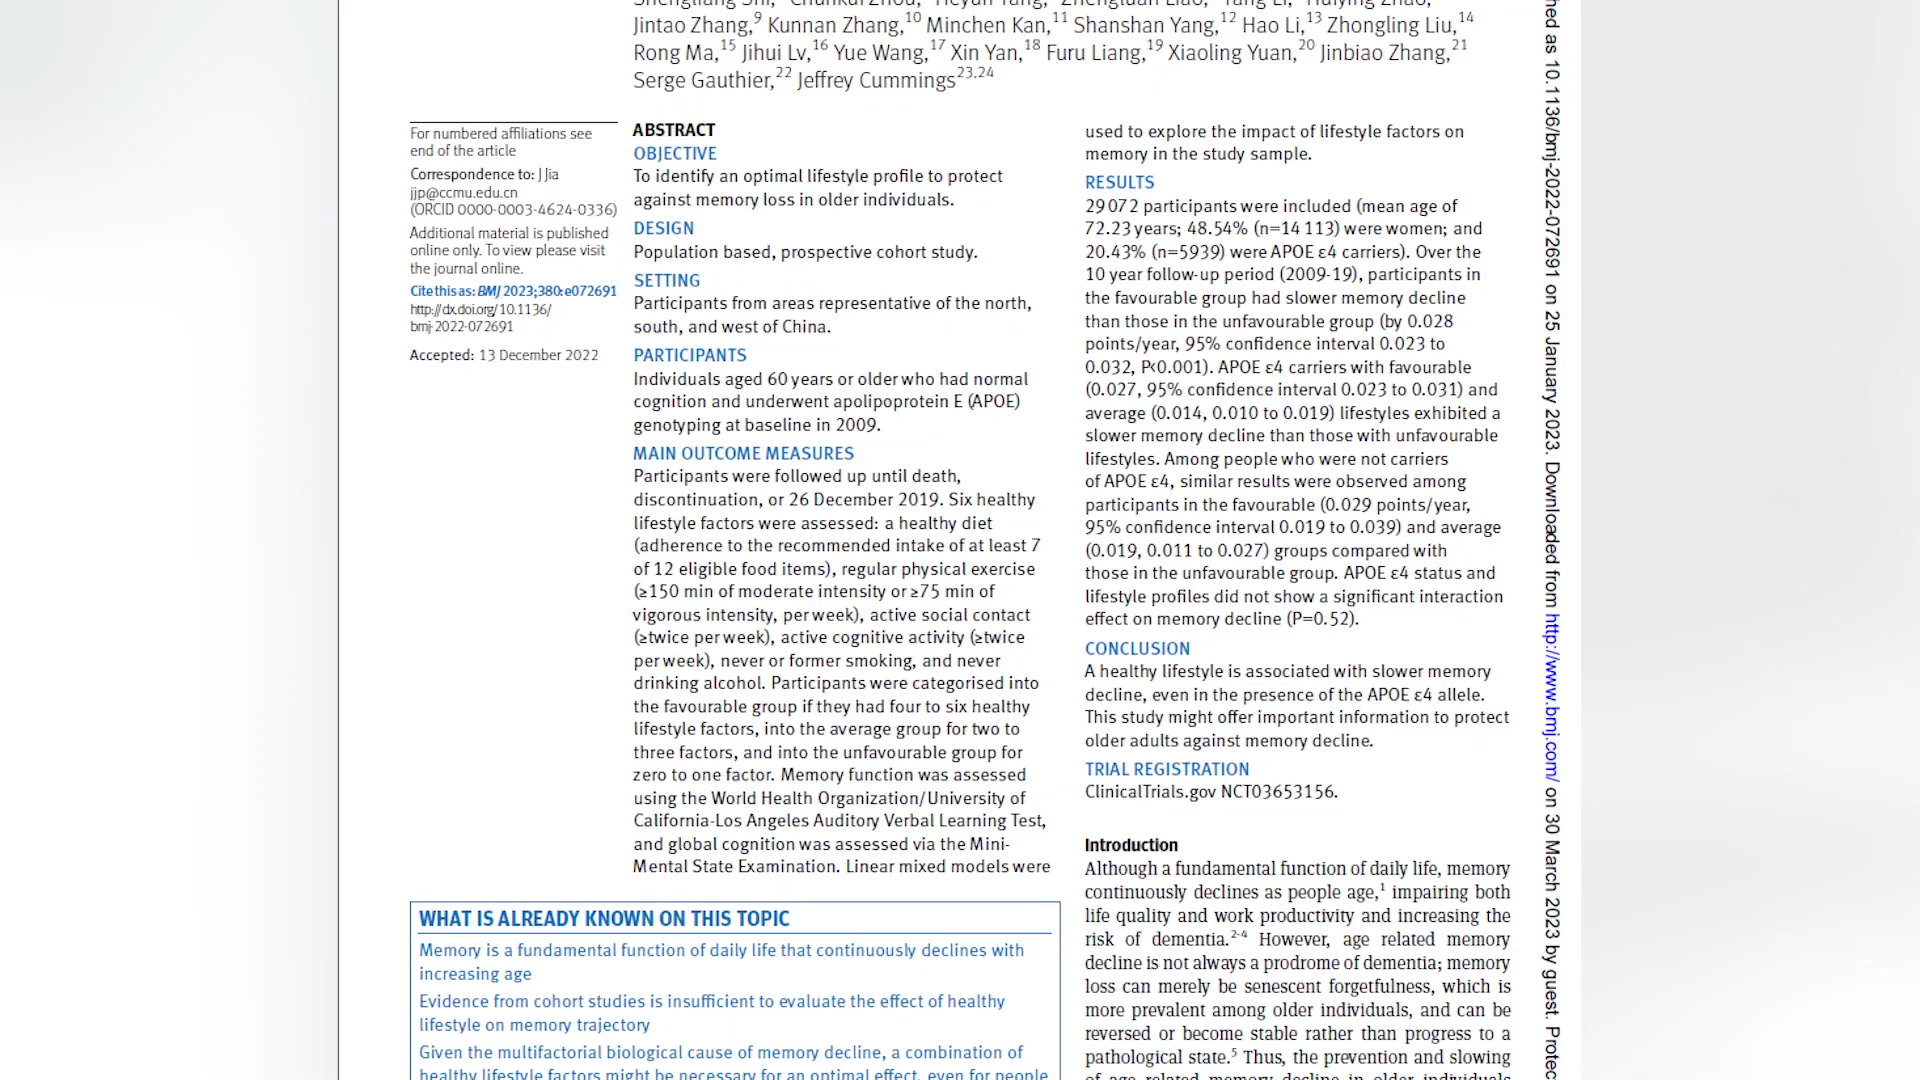 Jintao Zhang,9 Kunnan Zhang,10 Minchen Kan,11 Shanshan Yang,12 Hao Li,13 Zhongling Liu,14
Rong Ma,15 Jihui Lv,16 Yue Wang,17 Xin Yan,18 Furu Liang,19 Xiaoling Yuan,20 Jinbiao Zhang,21
Serge Gauthier,22 Jeffrey Cummings23,24
For numbered affiliations see
end of the article
Correspondence to: J Jia
jjp@ccmu.edu.cn
(ORCID 0000-0003-4624-0336)
Additional material is published
online only. To view please visit
the journal online.
Cite this as: BMJ 2023;380:e072691
http://dx.doi.org/10.1136/
bmj-2022-072691
Accepted: 13 December 2022
ABSTRACT
OBJECTIVE
To identify an optimal lifestyle profile to protect
against memory loss in older individuals.
DESIGN
Population based, prospective cohort study.
SETTING
Participants from areas representative of the north,
south, and west of China.
PARTICIPANTS
Individuals aged 60 years or older who had normal
cognition and underwent apolipoprotein E (APOE)
genotyping at baseline in 2009.
MAIN OUTCOME MEASURES
Participants were followed up until death,
discontinuation, or 26 December 2019. Six healthy
lifestyle factors were assessed: a healthy diet
(adherence to the recommended intake of at least 7
of 12 eligible food items), regular physical exercise
(≥150 min of moderate intensity or ≥75 min of
vigorous intensity, per week), active social contact
(≥twice per week), active cognitive activity (≥twice
per week), never or former smoking, and never
drinking alcohol. Participants were categorised into
the favourable group if they had four to six healthy
lifestyle factors, into the average group for two to
three factors, and into the unfavourable group for
zero to one factor. Memory function was assessed
using the World Health Organization/University of
California-Los Angeles Auditory Verbal Learning Test,
and global cognition was assessed via the Mini-
Mental State Examination. Linear mixed models were
used to explore the impact of lifestyle factors on
memory in the study sample.
RESULTS
29 072 participants were included (mean age of
72.23 years; 48.54% (n=14 113) were women; and
20.43% (n=5939) were APOE ε4 carriers). Over the
10 year follow-up period (2009-19), participants in
the favourable group had slower memory decline
than those in the unfavourable group (by 0.028
points/year, 95% confidence interval 0.023 to
0.032, P<0.001). APOE ε4 carriers with favourable
(0.027, 95% confidence interval 0.023 to 0.031) and
average (0.014, 0.010 to 0.019) lifestyles exhibited a
slower memory decline than those with unfavourable
lifestyles. Among people who were not carriers
of APOE ε4, similar results were observed among
participants in the favourable (0.029 points/year,
95% confidence interval 0.019 to 0.039) and average
(0.019, 0.011 to 0.027) groups compared with
those in the unfavourable group. APOE ε4 status and
lifestyle profiles did not show a significant interaction
effect on memory decline (P=0.52).
CONCLUSION
A healthy lifestyle is associated with slower memory
decline, even in the presence of the APOE ε4 allele.
This study might offer important information to protect
older adults against memory decline.
TRIAL REGISTRATION
ClinicalTrials.gov NCT03653156.
WHAT IS ALREADY KNOWN ON THIS TOPIC
Memory is a fundamental function of daily life that continuously declines with
increasing age
Evidence from cohort studies is insufficient to evaluate the effect of healthy
lifestyle on memory trajectory
Given the multifactorial biological cause of memory decline, a combination of
healthy lifestyle factors might be necessary for an optimal effect, even for people
Introduction
Although a fundamental function of daily life, memory
continuously declines as people age,1 impairing both
life quality and work productivity and increasing the
risk of dementia.2-4 However, age related memory
decline is not always a prodrome of dementia; memory
loss can merely be senescent forgetfulness, which is
more prevalent among older individuals, and can be
reversed or become stable rather than progress to a
pathological state.5 Thus, the prevention and slowing
of age related memory decline in older individuals
as 10.1136/bmj-2022-072691 on 25 January 2023. Downloaded from http://www.bmj.com/ on 30 March 2023 by guest.